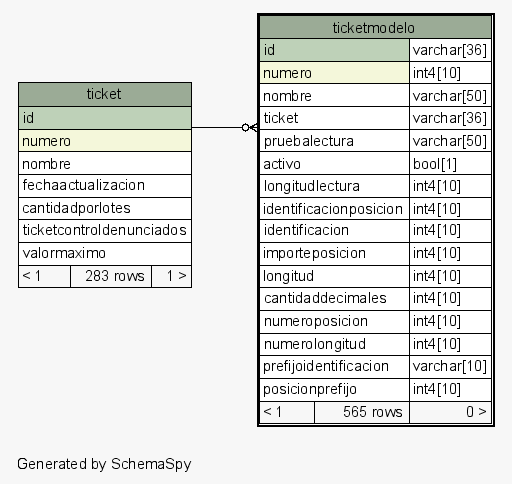 ticket
id
numero
nombre
fechaactualizacion
cantidadporlotes
ticketcontroldenunciados
valormaximo
< 1 283 rows 1 >
ticketmodelo
id varchar[36]
numero int4[10]
nombre varchar[50]
ticket varchar[36]
pruebalectura varchar[50]
activo bool[1]
longitudlectura int4[10]
identificacionposicion int4[10]
identificacion int4[10]
importeposicion int4[10]
longitud int4[10]
cantidaddecimales int4[10]
numeroposicion int4[10]
numerolongitud int4[10]
prefijoidentificacion varchar[10]
posicionprefijo int4[10]
< 1 565 rows 0 >
Generated by SchemaSpy